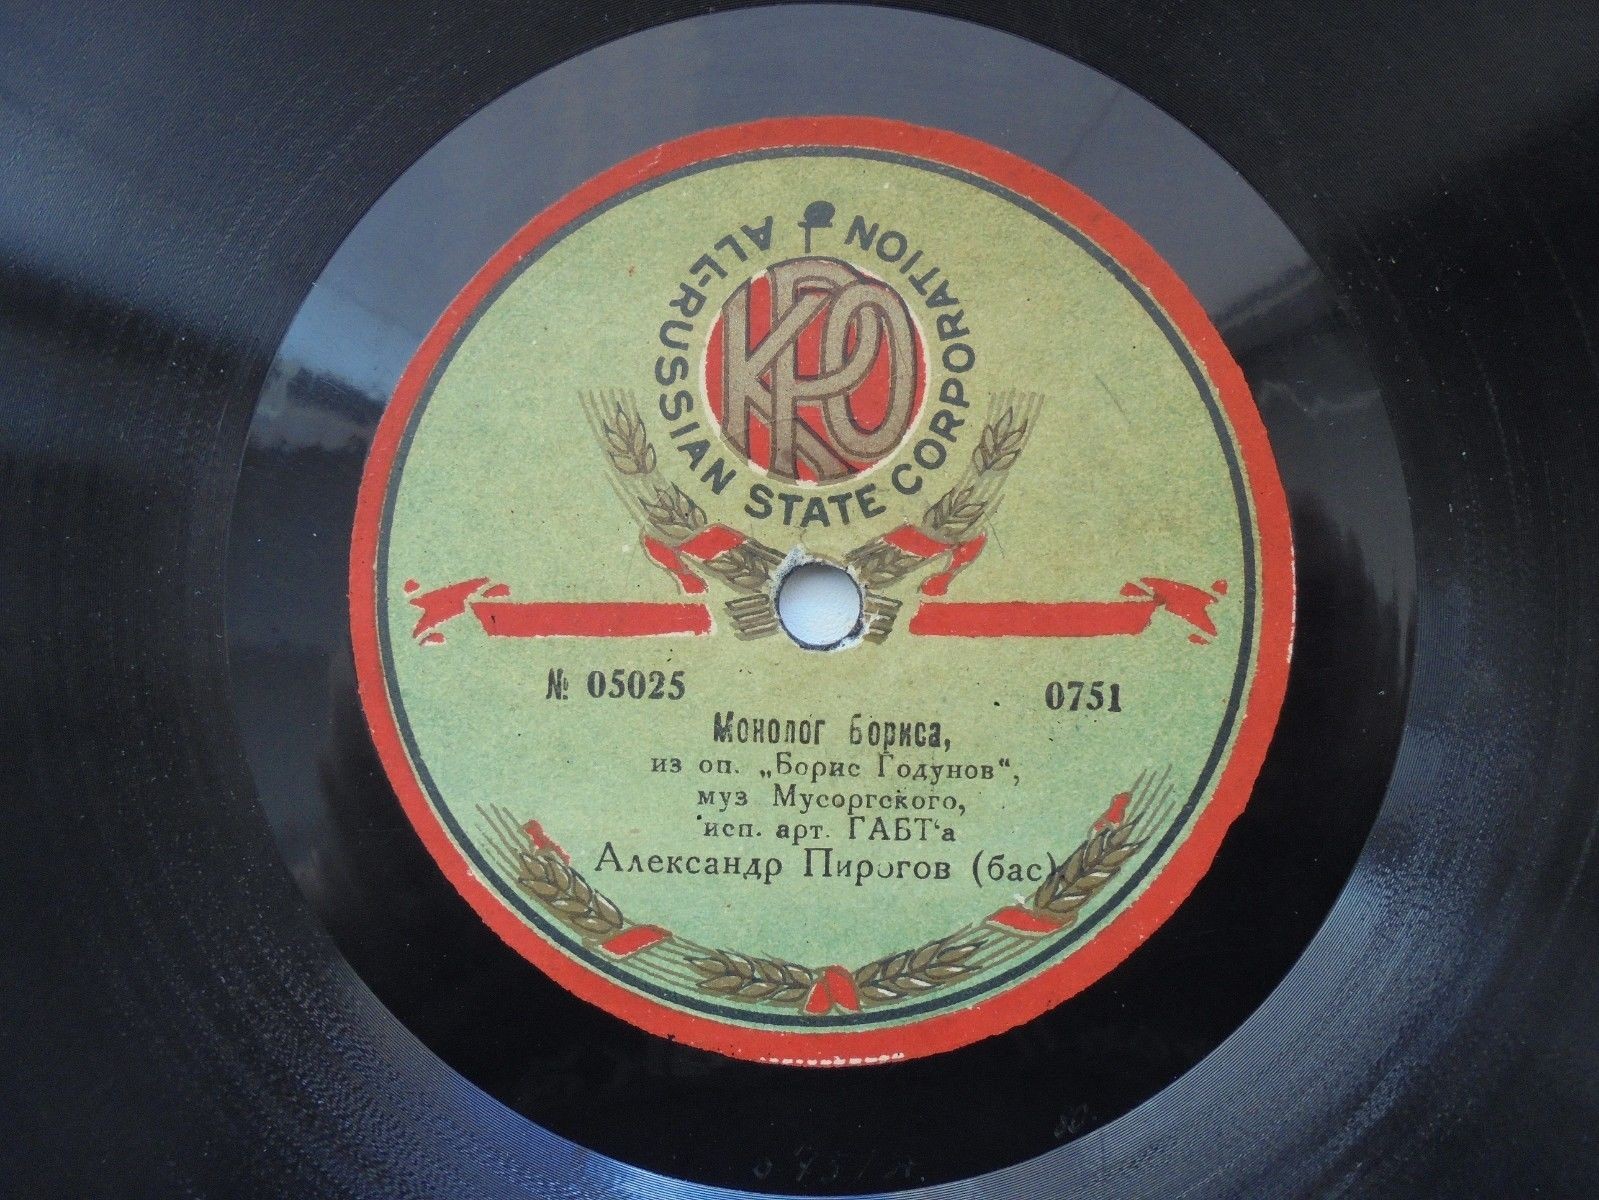 ALL-RUSSIAN STATE CORPORATION
КРО
№ 05025
0751
Монолог Бориса,
из оп. „Борис Годунов“,
муз Мусоргского,
исп. арт. ГАБТ‘а
Александр Пирогов (бас)